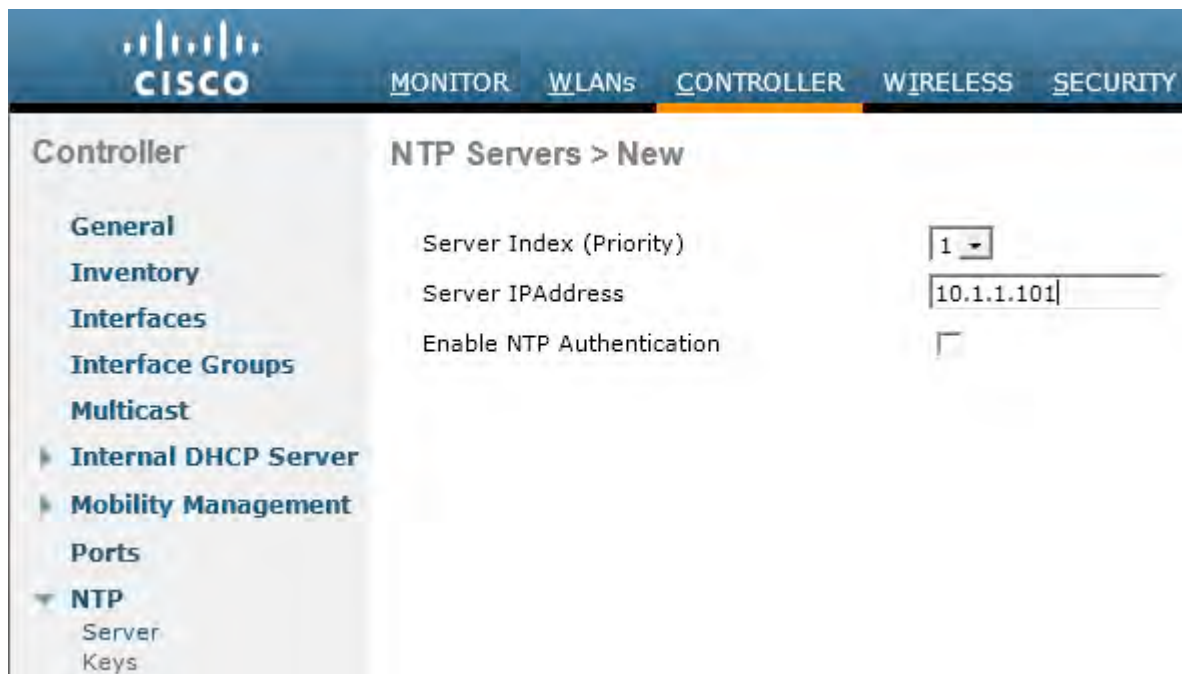 CISCO
MONITOR WLANs CONTROLLER WIRELESS SECURITY
Controller
General
Inventory
Interfaces
Interface Groups
Multicast
Internal DHCP Server
Mobility Management
Ports
NTP
Server
Keys
NTP Servers > New
Server Index (Priority) 1
Server IPAddress 10.1.1.101
Enable NTP Authentication